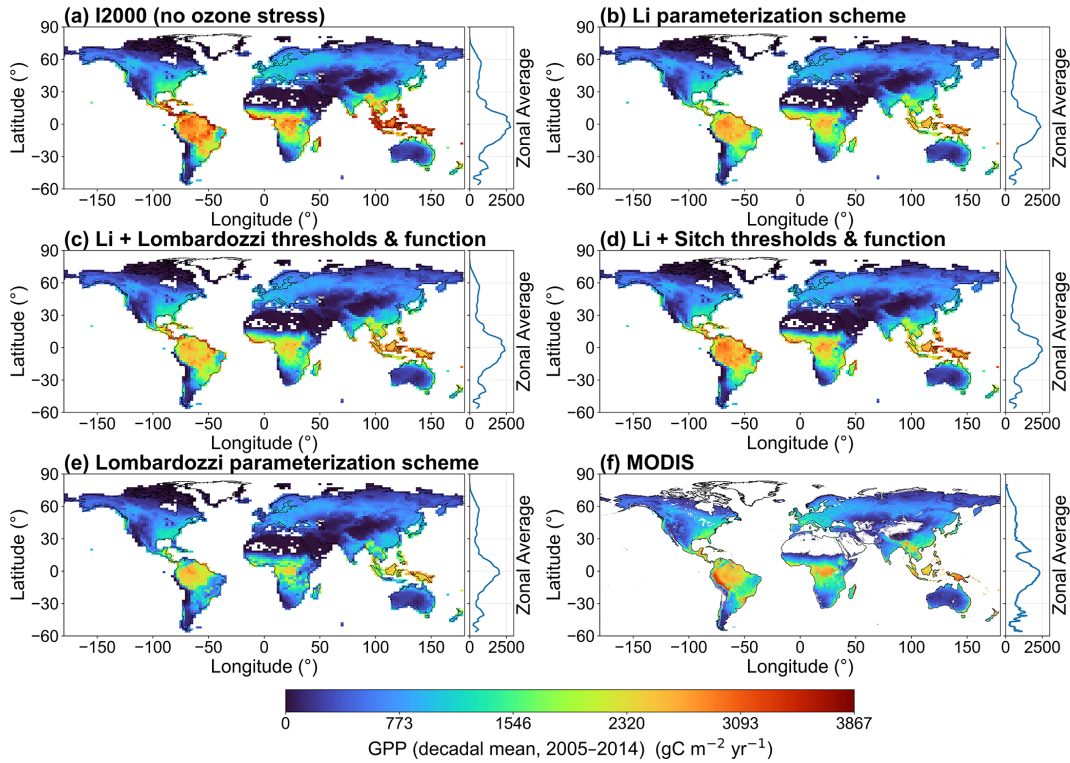 (a) I2000 (no ozone stress)
90
60
30
0
−30
−60
Latitude (°)
−150 −100 −50 0 50 100 150 0 2500
Longitude (°)
Zonal Average
(b) Li parameterization scheme
90
60
30
0
−30
−60
Latitude (°)
−150 −100 −50 0 50 100 150 0 2500
Longitude (°)
Zonal Average
(c) Li + Lombardozzi thresholds & function
90
60
30
0
−30
−60
Latitude (°)
−150 −100 −50 0 50 100 150 0 2500
Longitude (°)
Zonal Average
(d) Li + Sitch thresholds & function
90
60
30
0
−30
−60
Latitude (°)
−150 −100 −50 0 50 100 150 0 2500
Longitude (°)
Zonal Average
(e) Lombardozzi parameterization scheme
90
60
30
0
−30
−60
Latitude (°)
−150 −100 −50 0 50 100 150 0 2500
Longitude (°)
Zonal Average
(f) MODIS
90
60
30
0
−30
−60
Latitude (°)
−150 −100 −50 0 50 100 150 0 2500
Longitude (°)
Zonal Average
0 773 1546 2320 3093 3867
GPP (decadal mean, 2005–2014) (gC m⁻² yr⁻¹)